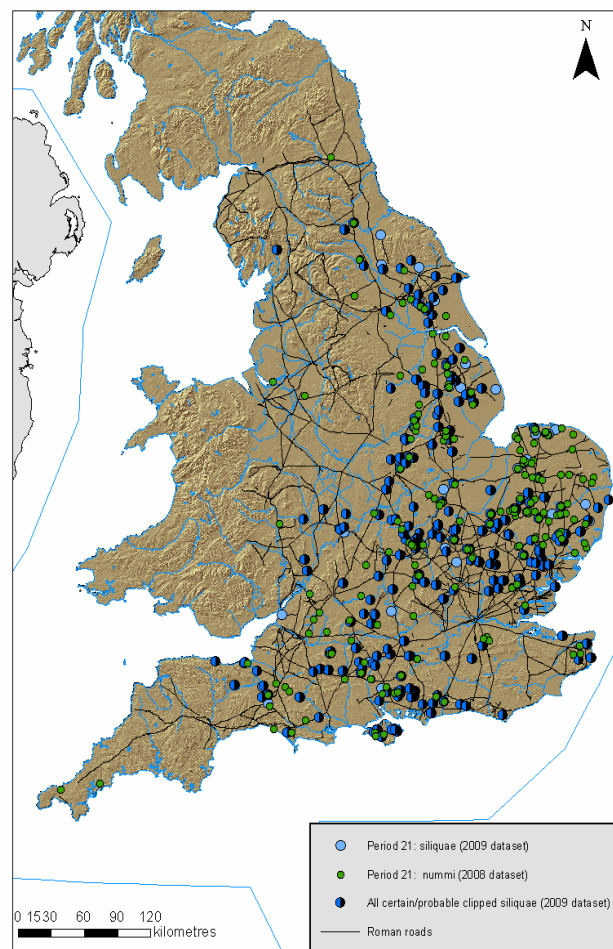 N
Period 21: siliquae (2009 dataset)
Period 21: nummi (2008 dataset)
All certain/probable clipped siliquae (2009 dataset)
Roman roads
0 1530 60 90 120
kilometres